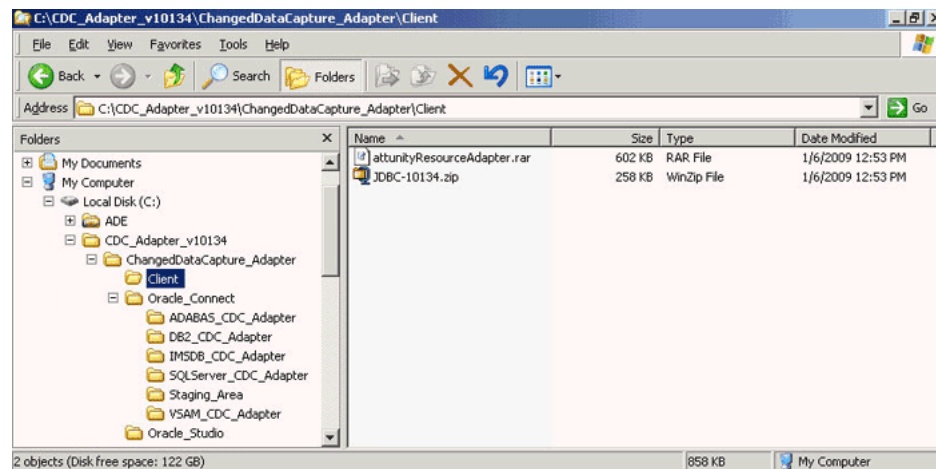 C:\CDC_Adapter_v10134\ChangedDataCapture_Adapter\Client
File Edit View Favorites Tools Help
Back Search Folders
Address C:\CDC_Adapter_v10134\ChangedDataCapture_Adapter\Client Go
Folders x Name Size Type Date Modified
My Documents
My Computer
Local Disk (C:)
ADE
CDC_Adapter_v10134
ChangedDataCapture_Adapter
Client
Oracle_Connect
ADABAS_CDC_Adapter
DB2_CDC_Adapter
IMSDB_CDC_Adapter
SQLServer_CDC_Adapter
Staging_Area
VSAM_CDC_Adapter
Oracle_Studio
attunityResourceAdapter.rar 602 KB RAR File 1/6/2009 12:53 PM
JDBC-10134.zip 258 KB WinZip File 1/6/2009 12:53 PM
2 objects (Disk free space: 122 GB) 858 KB My Computer